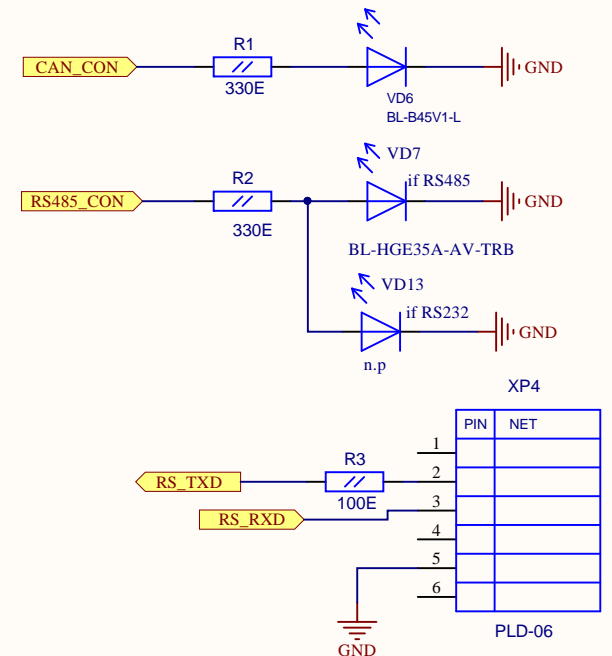 R1
CAN_CON
330E
GND
VD6
BL-B45V1-L
VD7
R2
if RS485
RS485_CON
GND
330E
BL-HGE35A-AV-TRB
VD13
if RS232
GND
n.p
XP4
PIN NET
1
R3
RS_TXD
2
100E
3
RS_RXD
4
5
6
PLD-06
GND